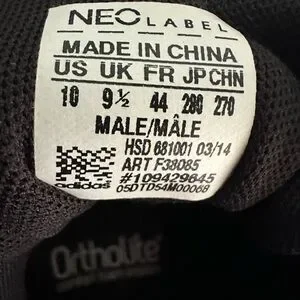 NEO LABEL
MADE IN CHINA
US UK FR JP CHN
10 9½ 44 280 270
MALE/MÂLE
HSD 681001 03/14
ART F38085
#109429645
adidas
05DTD54M00068
Ortholite